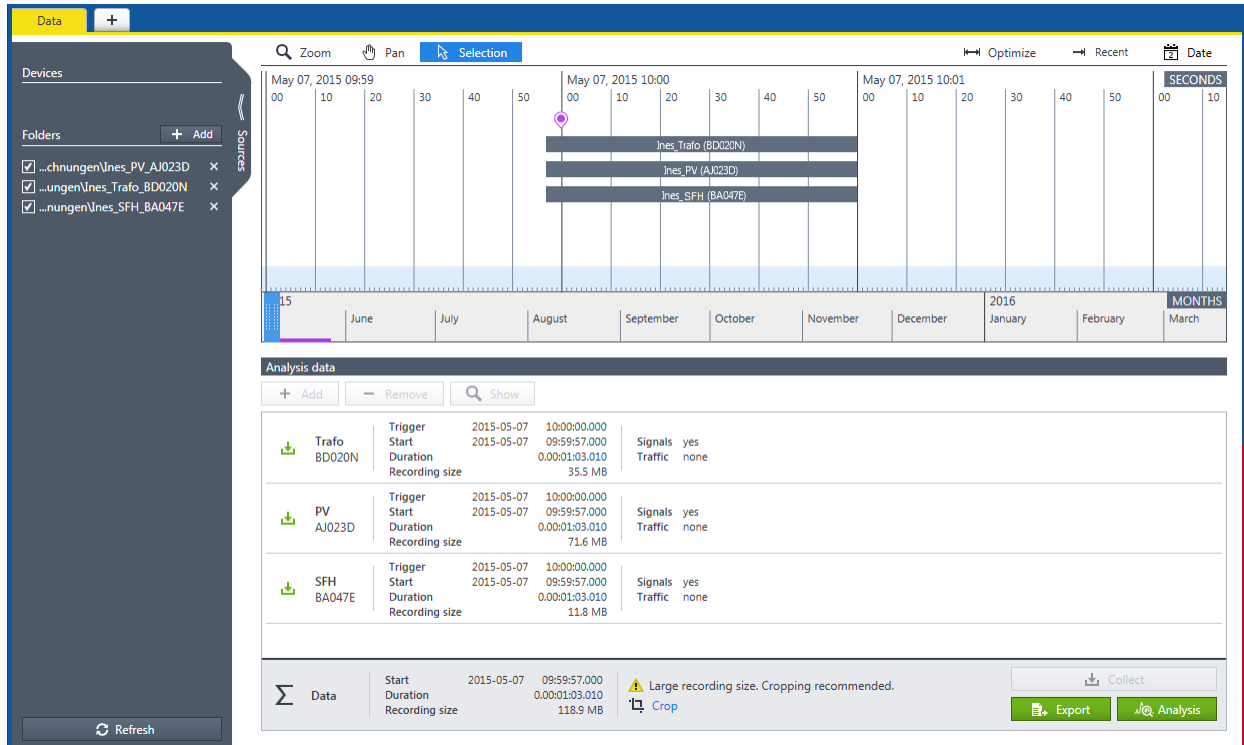 Data +
Zoom Pan Selection Optimize Recent 2 Date
Devices
Folders + Add
...chnungen\Ines_PV_AJ023D ×
...ungen\Ines_Trafo_BD020N ×
...nungen\Ines_SFH_BA047E ×
Sources
May 07, 2015 09:59 May 07, 2015 10:00 May 07, 2015 10:01 SECONDS
00 10 20 30 40 50 00 10 20 30 40 50 00 10 20 30 40 50 00 10
Ines_Trafo (BD020N)
Ines_PV (AJ023D)
Ines_SFH (BA047E)
15 2016 MONTHS
June July August September October November December January February March
Analysis data
+ Add − Remove Show
Trafo
BD020N
Trigger 2015-05-07 10:00:00.000
Start 2015-05-07 09:59:57.000
Duration 0.00:01:03.010
Recording size 35.5 MB
Signals yes
Traffic none
PV
AJ023D
Trigger 2015-05-07 10:00:00.000
Start 2015-05-07 09:59:57.000
Duration 0.00:01:03.010
Recording size 71.6 MB
Signals yes
Traffic none
SFH
BA047E
Trigger 2015-05-07 10:00:00.000
Start 2015-05-07 09:59:57.000
Duration 0.00:01:03.010
Recording size 11.8 MB
Signals yes
Traffic none
Σ Data
Start 2015-05-07 09:59:57.000
Duration 0.00:01:03.010
Recording size 118.9 MB
Large recording size. Cropping recommended.
Crop
Collect
Export Analysis
Refresh